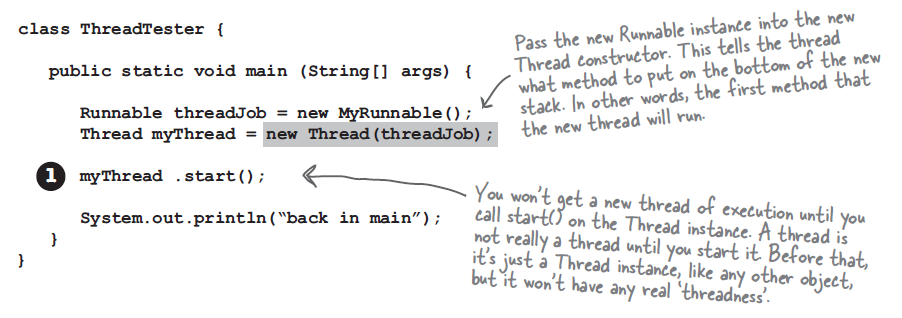 class ThreadTester {
public static void main (String[] args) {
Runnable threadJob = new MyRunnable();
Thread myThread = new Thread(threadJob);
1 myThread .start();
System.out.println(“back in main”);
}
}
Pass the new Runnable instance into the new
Thread constructor. This tells the thread
what method to put on the bottom of the new
stack. In other words, the first method that
the new thread will run.
You won't get a new thread of execution until you
call start() on the Thread instance. A thread is
not really a thread until you start it. Before that,
it's just a Thread instance, like any other object,
but it won't have any real 'threadness'.